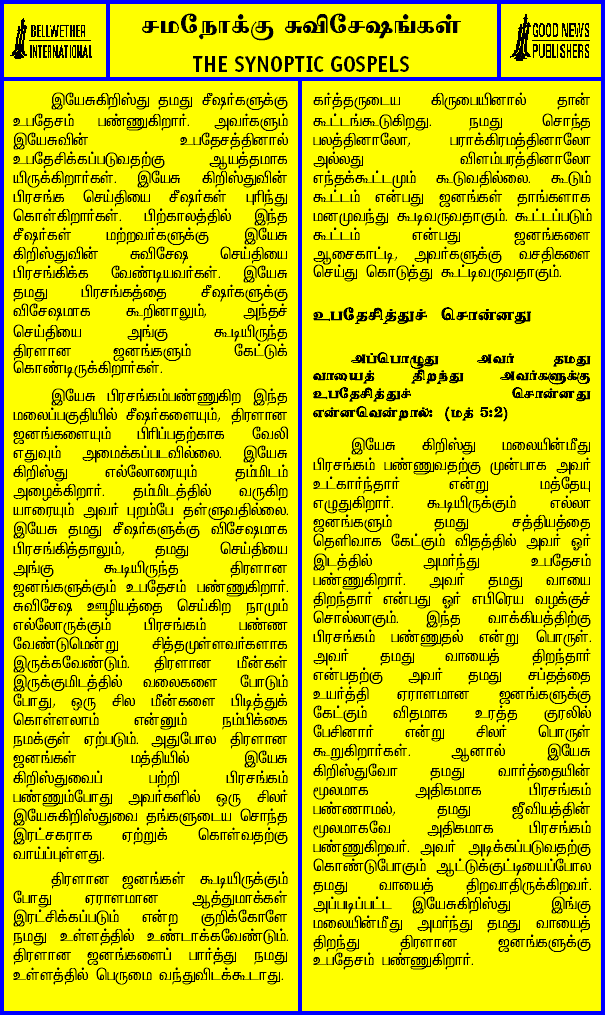 BELLWETHER
INTERNATIONAL
சமநோக்கு சுவிசேஷங்கள்
THE SYNOPTIC GOSPELS
GOOD NEWS
PUBLISHERS
இயேசுகிறிஸ்து தமது சீஷர்களுக்கு
உபதேசம் பண்ணுகிறார். அவர்களும்
இயேசுவின் உபதேசத்தினால்
உபதேசிக்கப்படுவதற்கு ஆயத்தமாக
யிருக்கிறார்கள். இயேசு கிறிஸ்துவின்
பிரசங்க செய்தியை சீஷர்கள் புரிந்து
கொள்கிறார்கள். பிற்காலத்தில் இந்த
சீஷர்கள் மற்றவர்களுக்கு இயேசு
கிறிஸ்துவின் சுவிசேஷ செய்தியை
பிரசங்கிக்க வேண்டியவர்கள். இயேசு
தமது பிரசங்கத்தை சீஷர்களுக்கு
விசேஷமாக கூறினாலும், அந்தச்
செய்தியை அங்கு கூடியிருந்த
திரளான ஜனங்களும் கேட்டுக்
கொண்டிருக்கிறார்கள்.
இயேசு பிரசங்கம்பண்ணுகிற இந்த
மலைப்பகுதியில் சீஷர்களையும், திரளான
ஜனங்களையும் பிரிப்பதற்காக வேலி
எதுவும் அமைக்கப்படவில்லை. இயேசு
கிறிஸ்து எல்லோரையும் தம்மிடம்
அழைக்கிறார். தம்மிடத்தில் வருகிற
யாரையும் அவர் புறம்பே தள்ளுவதில்லை.
இயேசு தமது சீஷர்களுக்கு விசேஷமாக
பிரசங்கித்தாலும், தமது செய்தியை
அங்கு கூடியிருந்த திரளான
ஜனங்களுக்கும் உபதேசம் பண்ணுகிறார்.
சுவிசேஷ ஊழியத்தை செய்கிற நாமும்
எல்லோருக்கும் பிரசங்கம் பண்ண
வேண்டுமென்று சித்தமுள்ளவர்களாக
இருக்கவேண்டும். திரளான மீன்கள்
இருக்குமிடத்தில் வலைகளை போடும்
போது, ஒரு சில மீன்களை பிடித்துக்
கொள்ளலாம் என்னும் நம்பிக்கை
நமக்குள் ஏற்படும். அதுபோல திரளான
ஜனங்கள் மத்தியில் இயேசு
கிறிஸ்துவைப் பற்றி பிரசங்கம்
பண்ணும்போது அவர்களில் ஒரு சிலர்
இயேசுகிறிஸ்துவை தங்களுடைய சொந்த
இரட்சகராக ஏற்றுக் கொள்வதற்கு
வாய்ப்புள்ளது.
திரளான ஜனங்கள் கூடியிருக்கும்
போது ஏராளமான ஆத்துமாக்கள்
இரட்சிக்கப்படும் என்ற குறிக்கோளே
நமது உள்ளத்தில் உண்டாக்கவேண்டும்.
திரளான ஜனங்களைப் பார்த்து நமது
உள்ளத்தில் பெருமை வந்துவிடக்கூடாது.
கர்த்தருடைய கிருபையினால் தான்
கூட்டங்கூடுகிறது. நமது சொந்த
பலத்தினாலோ, பராக்கிரமத்தினாலோ
அல்லது விளம்பரத்தினாலோ
எந்தக்கூட்டமும் கூடுவதில்லை. கூடும்
கூட்டம் என்பது ஜனங்கள் தாங்களாக
மனமுவந்து கூடிவருவதாகும். கூட்டப்படும்
கூட்டம் என்பது ஜனங்களை
ஆசைகாட்டி, அவர்களுக்கு வசதிகளை
செய்து கொடுத்து கூட்டிவருவதாகும்.
உபதேசித்துச் சொன்னது
அப்பொழுது அவர் தமது
வாயைத் திறந்து அவர்களுக்கு
உபதேசித்துச் சொன்னது
என்னவென்றால்: (மத் 5:2)
இயேசு கிறிஸ்து மலையின்மீது
பிரசங்கம் பண்ணுவதற்கு முன்பாக அவர்
உட்கார்ந்தார் என்று மத்தேயு
எழுதுகிறார். கூடியிருக்கும் எல்லா
ஜனங்களும் தமது சத்தியத்தை
தெளிவாக கேட்கும் விதத்தில் அவர் ஓர்
இடத்தில் அமர்ந்து உபதேசம்
பண்ணுகிறார். அவர் தமது வாயை
திறந்தார் என்பது ஓர் எபிரெய வழக்குச்
சொல்லாகும். இந்த வாக்கியத்திற்கு
பிரசங்கம் பண்ணுதல் என்று பொருள்.
அவர் தமது வாயைத் திறந்தார்
என்பதற்கு அவர் தமது சப்தத்தை
உயர்த்தி ஏராளமான ஜனங்களுக்கு
கேட்கும் விதமாக உரத்த குரலில்
பேசினார் என்று சிலர் பொருள்
கூறுகிறார்கள். ஆனால் இயேசு
கிறிஸ்துவோ தமது வார்த்தையின்
மூலமாக அதிகமாக பிரசங்கம்
பண்ணாமல், தமது ஜீவியத்தின்
மூலமாகவே அதிகமாக பிரசங்கம்
பண்ணுகிறவர். அவர் அடிக்கப்படுவதற்கு
கொண்டுபோகும் ஆட்டுக்குட்டியைப்போல
தமது வாயைத் திறவாதிருக்கிறவர்.
அப்படிப்பட்ட இயேசுகிறிஸ்து இங்கு
மலையின்மீது அமர்ந்து தமது வாயைத்
திறந்து திரளான ஜனங்களுக்கு
உபதேசம் பண்ணுகிறார்.